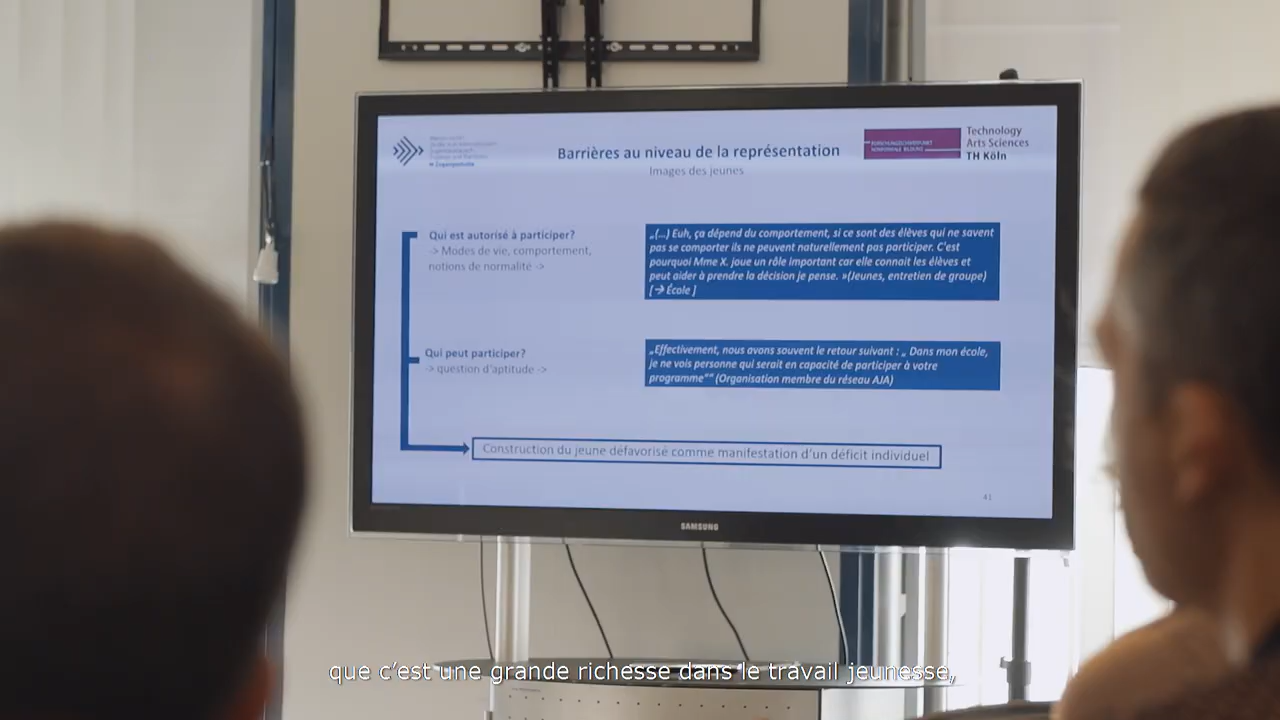 Barrières au niveau de la représentation
Images des jeunes
FORSCHUNGSSCHWERPUNKT
NONFORMALE BILDUNG
Technology
Arts Sciences
TH Köln
Qui est autorisé à participer?
-> Modes de vie, comportement,
notions de normalité ->
„(...) Euh, ça dépend du comportement, si ce sont des élèves qui ne savent
pas se comporter ils ne peuvent naturellement pas participer. C'est
pourquoi Mme X. joue un rôle important car elle connait les élèves et
peut aider à prendre la décision je pense. »(Jeunes, entretien de groupe)
[→ École ]
Qui peut participer?
-> question d'aptitude ->
„Effectivement, nous avons souvent le retour suivant : „ Dans mon école,
je ne vois personne qui serait en capacité de participer à votre
programme"" (Organisation membre du réseau AJA)
Construction du jeune défavorisé comme manifestation d'un déficit individuel
41
SAMSUNG
que c'est une grande richesse dans le travail jeunesse,